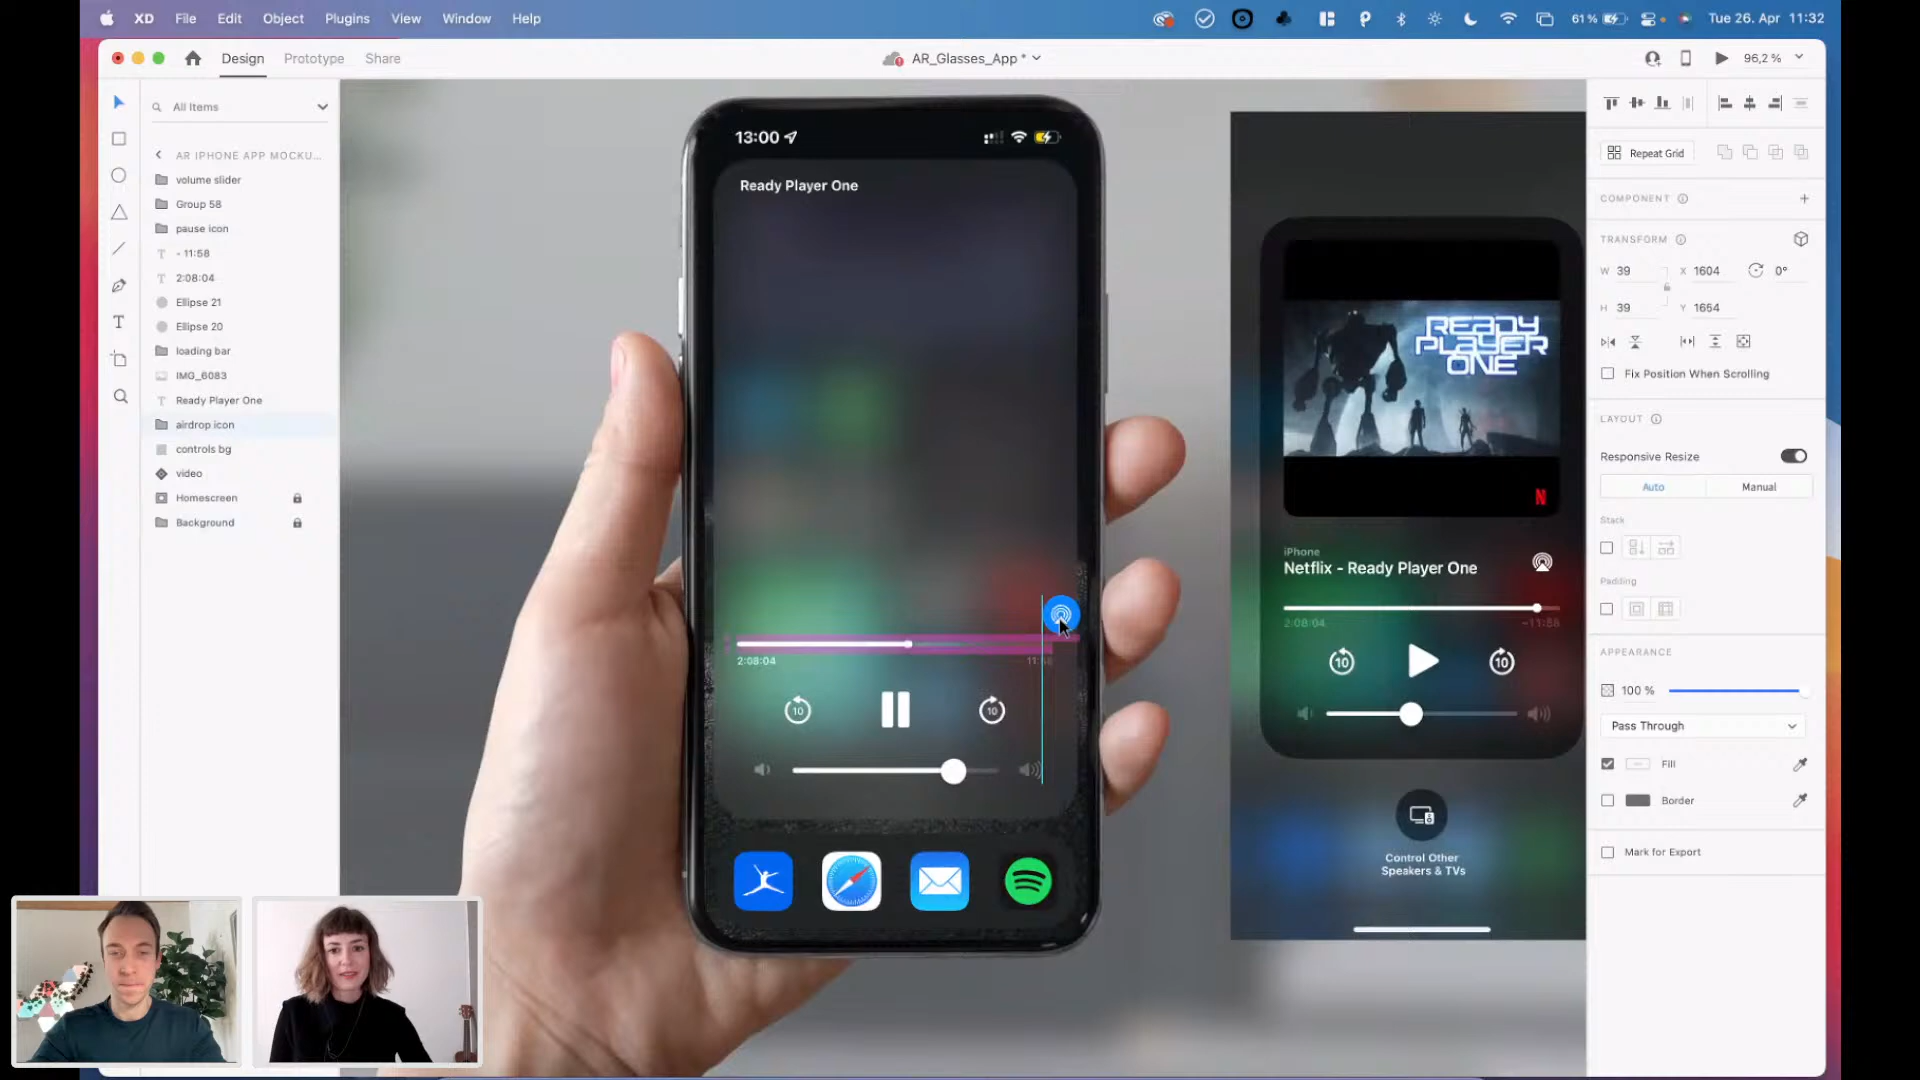 XD File Edit Object Plugins View Window Help
61 % Tue 26. Apr 11:32
Design Prototype Share
AR_Glasses_App *
96,2 %
All Items
AR IPHONE APP MOCKU...
volume slider
Group 58
pause icon
- 11:58
2:08:04
Ellipse 21
Ellipse 20
loading bar
IMG_6083
Ready Player One
airdrop icon
controls bg
video
Homescreen
Background
13:00
Ready Player One
2:08:04
10
10
READY
PLAYER
ONE
N
iPhone
Netflix - Ready Player One
2:08:04 -11:58
10
10
Control Other
Speakers & TVs
Repeat Grid
COMPONENT
TRANSFORM
W 39 X 1604 0°
H 39 Y 1654
Fix Position When Scrolling
LAYOUT
Responsive Resize
Auto Manual
Stack
Padding
APPEARANCE
100 %
Pass Through
Fill
Border
Mark for Export